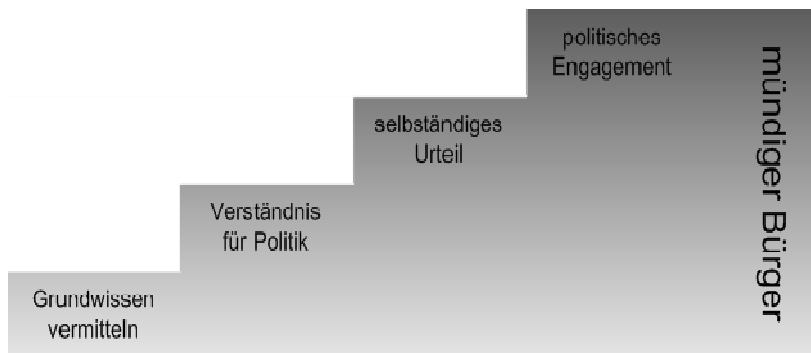 politisches
Engagement
selbständiges
Urteil
Verständnis
für Politik
Grundwissen
vermitteln
mündiger Bürger